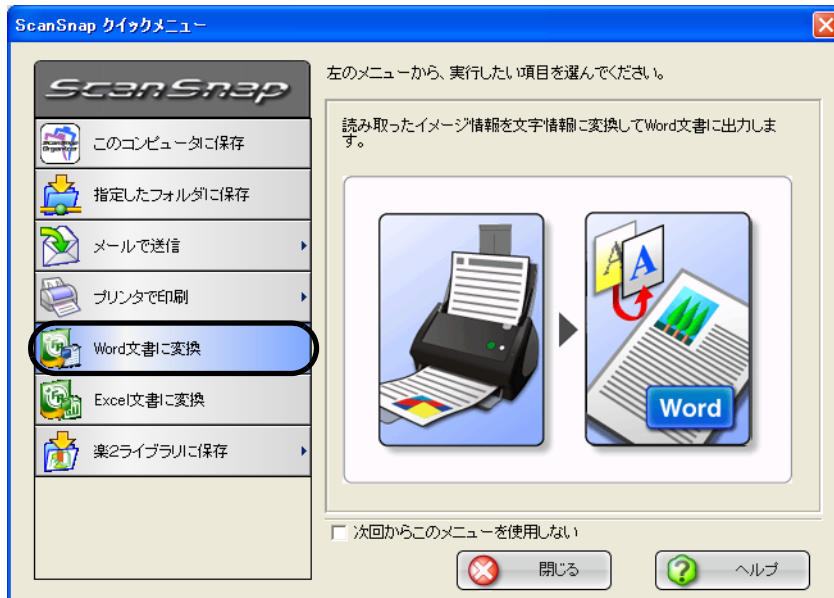 ScanSnap クイックメニュー
ScanSnap
このコンピュータに保存
指定したフォルダに保存
メールで送信
プリンタで印刷
Word文書に変換
Excel文書に変換
楽2ライブラリに保存
左のメニューから、実行したい項目を選んでください。
読み取ったイメージ情報を文字情報に変換してWord文書に出力しま
す。
A
A
Word
次回からこのメニューを使用しない
閉じる
ヘルプ